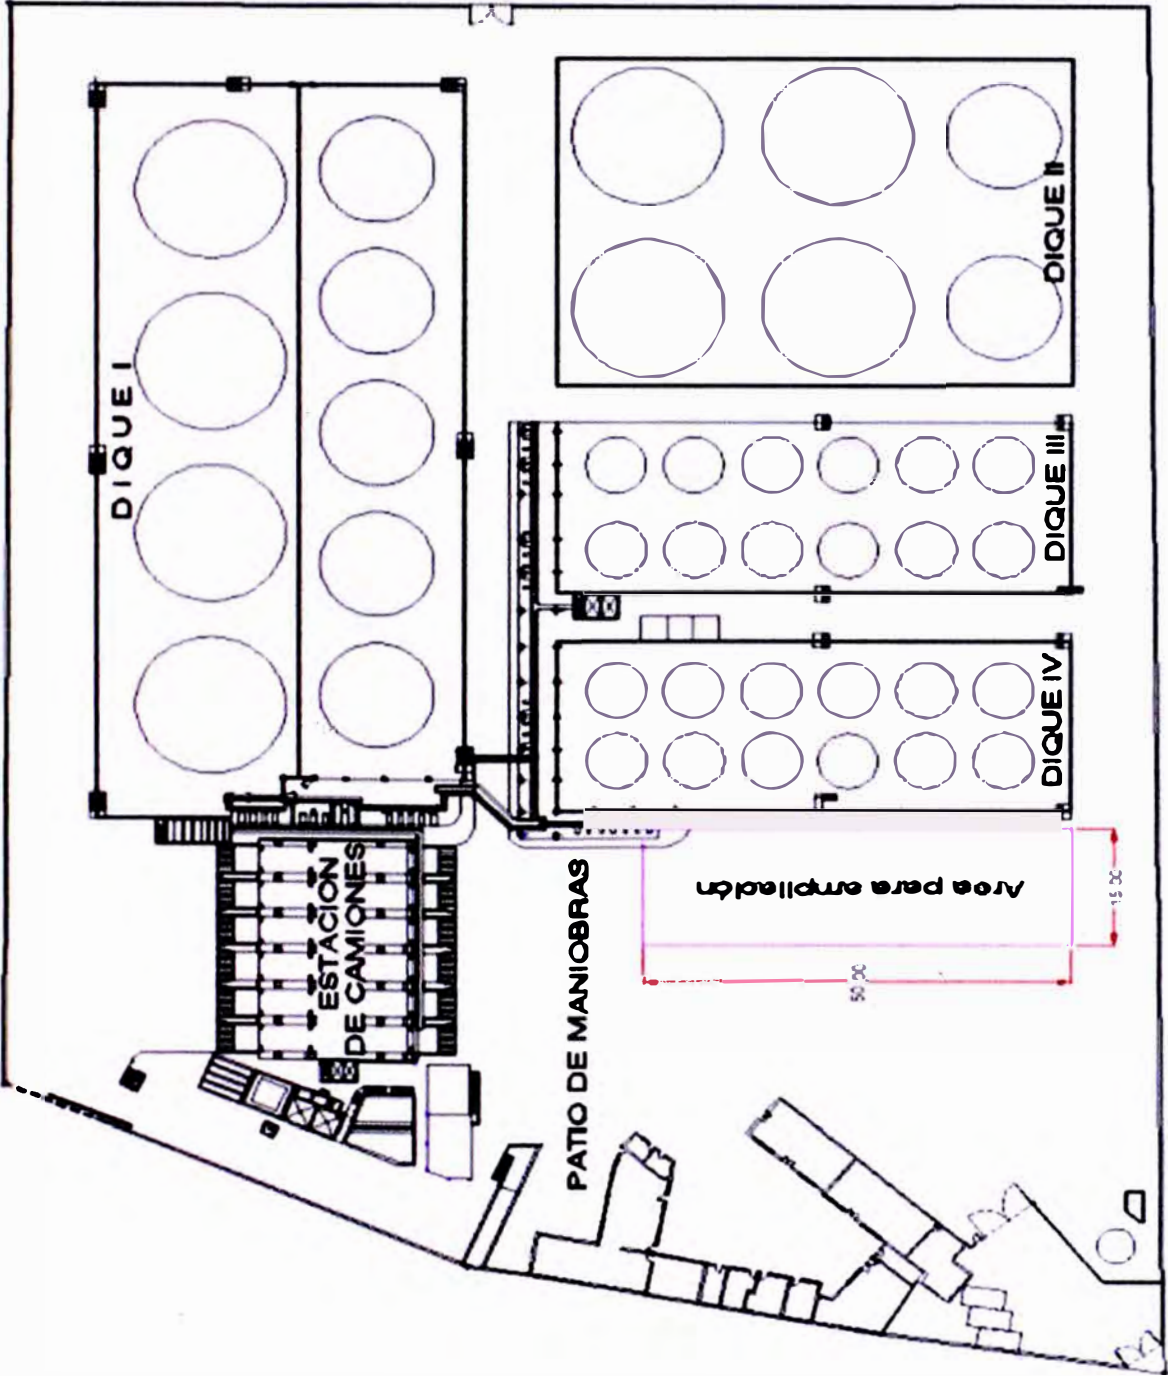 DIQUE I
DIQUE II
DIQUE III
DIQUE IV
ESTACION
DE CAMIONES
PATIO DE MANIOBRAS
Area para ampliación
15.00
50.00